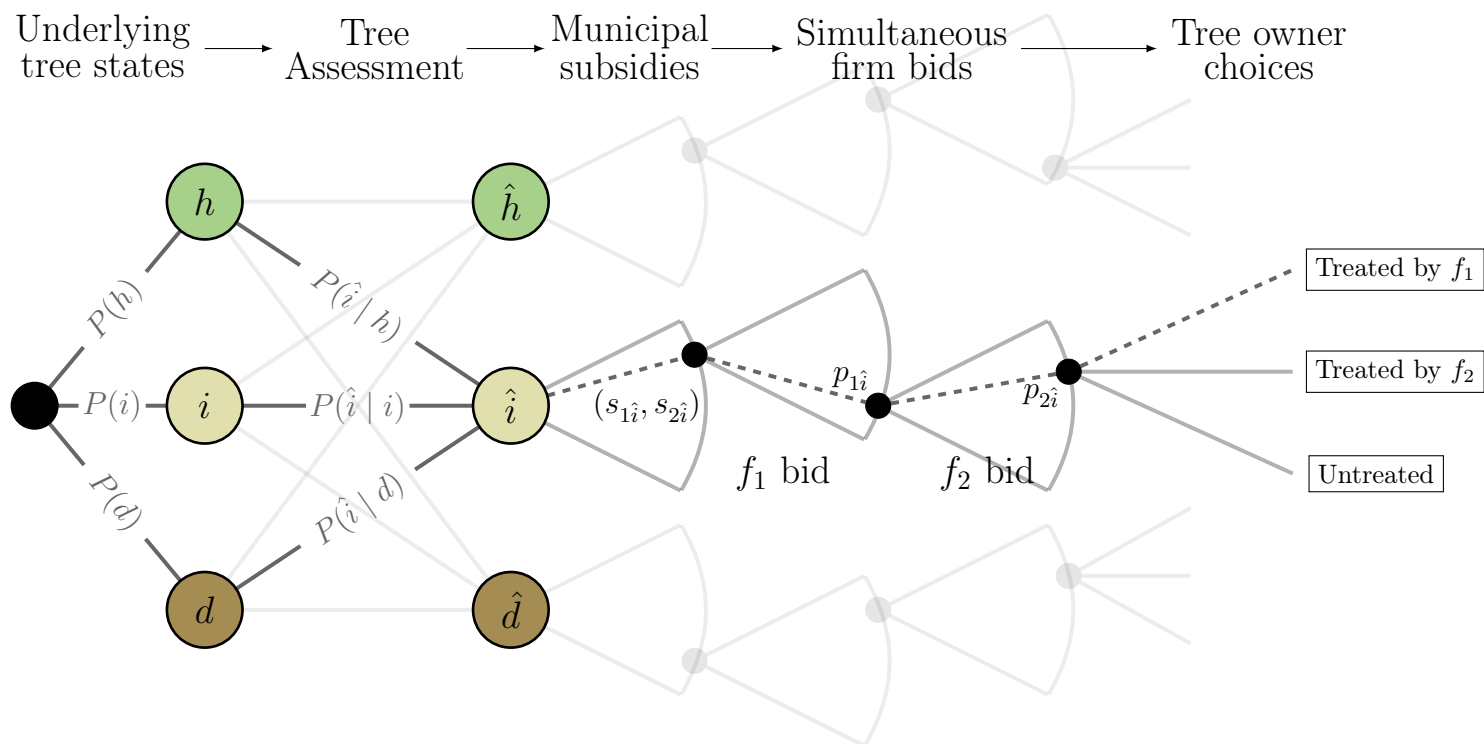 Underlying
tree states
Tree
Assessment
Municipal
subsidies
Simultaneous
firm bids
Tree owner
choices
h
ĥ
P(h)
P(î | h)
Treated by f₁
P(i)
i
P(î | i)
î
(s₁î, s₂î)
p₁î
p₂î
Treated by f₂
f₁ bid
f₂ bid
Untreated
P(d)
P(î | d)
d
d̂